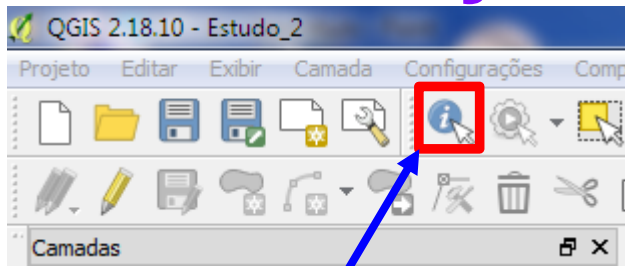 QGIS 2.18.10 - Estudo_2
Projeto Editar Exibir Camada Configurações Comp
Camadas